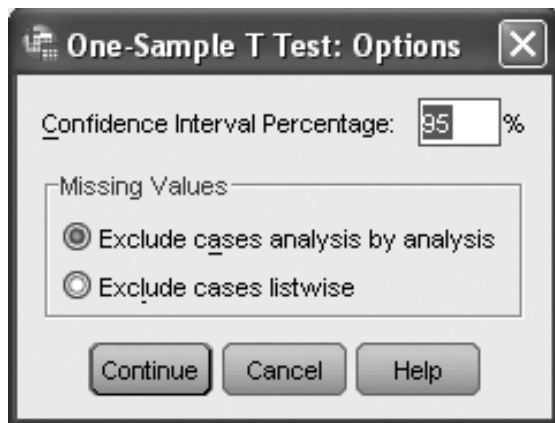 One-Sample T Test: Options
Confidence Interval Percentage: 95 %
Missing Values
Exclude cases analysis by analysis
Exclude cases listwise
Continue Cancel Help